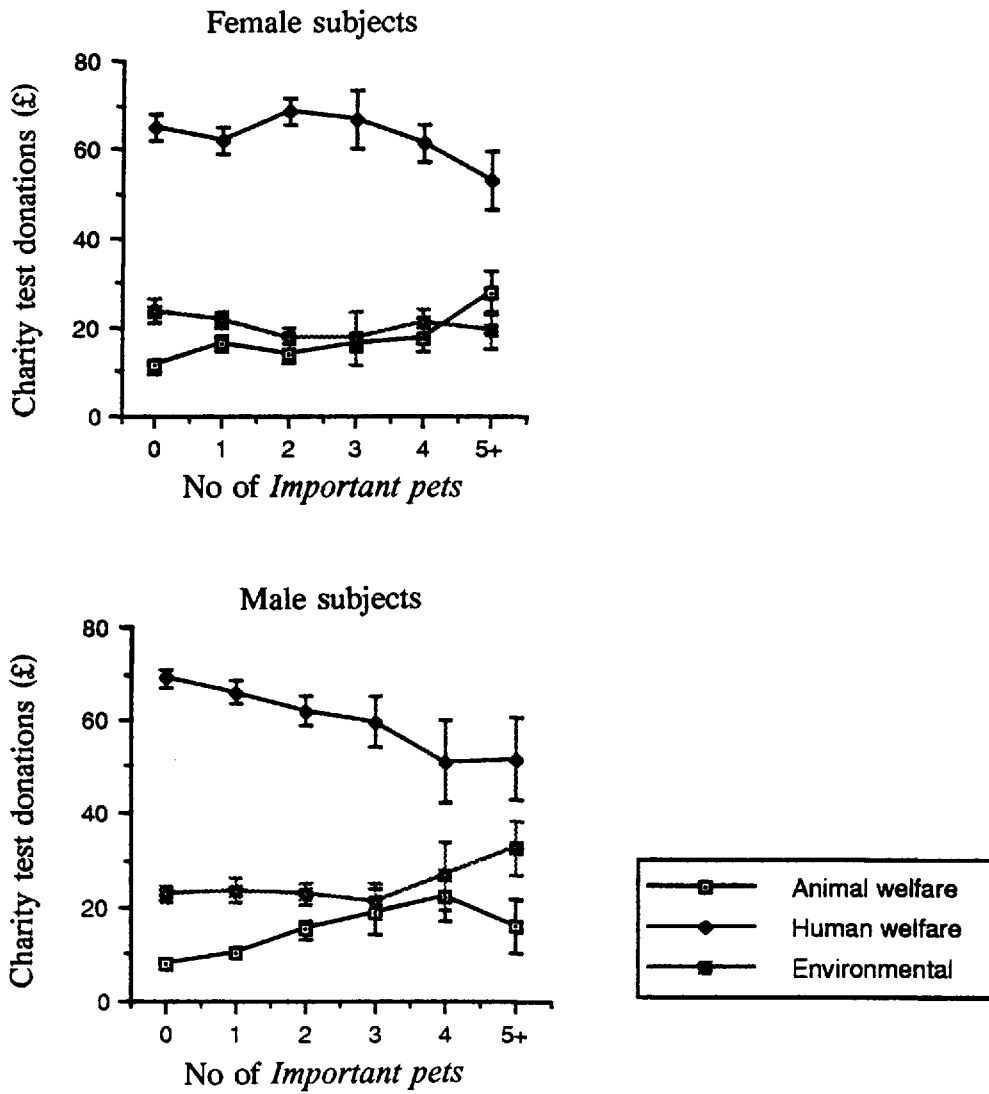 Female subjects
Charity test donations (£)
80
60
40
20
0
0 1 2 3 4 5+
No of Important pets
Male subjects
Charity test donations (£)
80
60
40
20
0
0 1 2 3 4 5+
No of Important pets
Animal welfare
Human welfare
Environmental